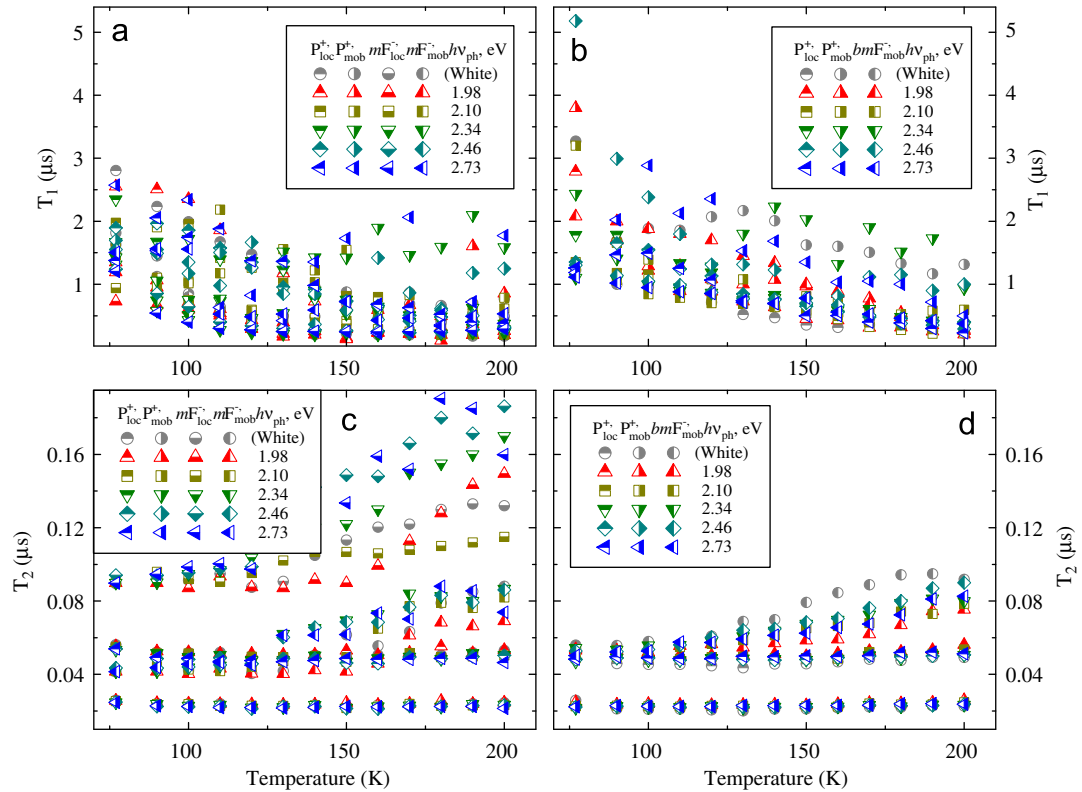 a
P⁺·loc P⁺·mob mF⁻·loc mF⁻·mob hνph, eV
(White)
1.98
2.10
2.34
2.46
2.73
5
4
3
2
1
T₁ (µs)
b
P⁺·loc P⁺·mob bmF⁻·mob hνph, eV
(White)
1.98
2.10
2.34
2.46
2.73
5
4
3
2
1
T₁ (µs)
c
P⁺·loc P⁺·mob mF⁻·loc mF⁻·mob hνph, eV
(White)
1.98
2.10
2.34
2.46
2.73
0.16
0.12
0.08
0.04
T₂ (µs)
100 150 200
Temperature (K)
d
P⁺·loc P⁺·mob bmF⁻·mob hνph, eV
(White)
1.98
2.10
2.34
2.46
2.73
0.16
0.12
0.08
0.04
T₂ (µs)
100 150 200
Temperature (K)